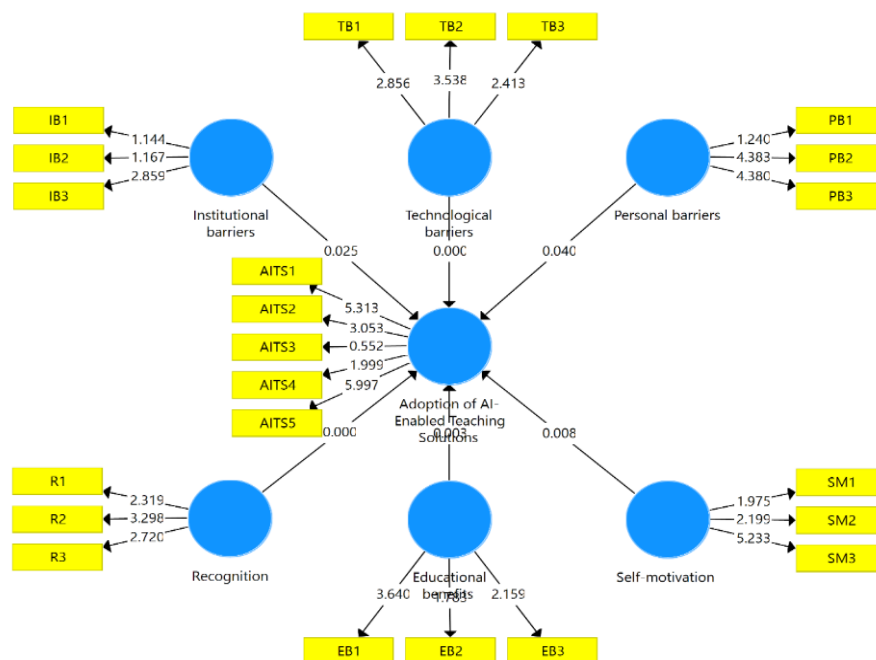 TB1 TB2 TB3
2.856 3.538 2.413
IB1
IB2
IB3
1.144
1.167
2.859
PB1
PB2
PB3
1.240
4.383
4.380
Institutional
barriers
Technological
barriers
Personal barriers
0.025 0.000 0.040
AITS1
AITS2
AITS3
AITS4
AITS5
5.313
3.053
0.552
1.999
5.997
Adoption of AI-
Enabled Teaching
Solutions
0.000 0.003 0.008
R1
R2
R3
2.319
3.298
2.720
SM1
SM2
SM3
1.975
2.199
5.233
Recognition
Educational
benefits
Self-motivation
3.640 1.783 2.159
EB1 EB2 EB3